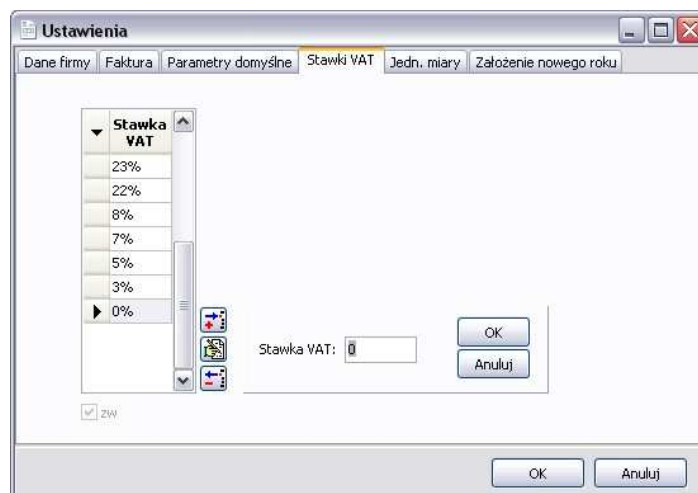 Ustawienia
Dane firmy Faktura Parametry domyślne Stawki VAT Jedn. miary Założenie nowego roku
Stawka
VAT
23%
22%
8%
7%
5%
3%
0%
Stawka VAT: 0
OK
Anuluj
zw
OK Anuluj